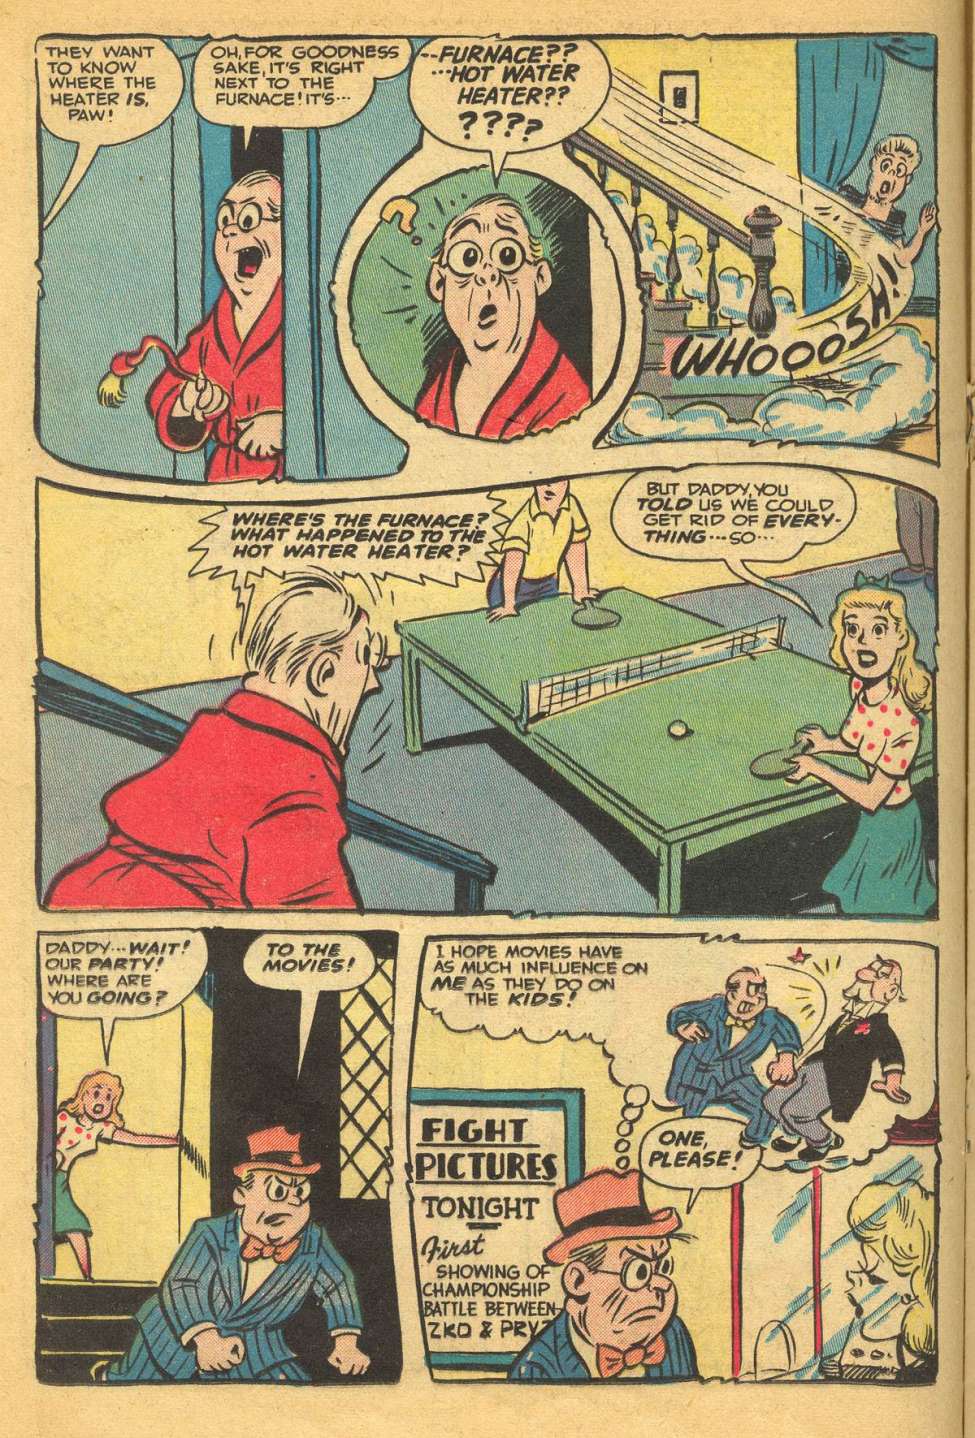 THEY WANT
TO KNOW
WHERE THE
HEATER IS,
PAW!
OH, FOR GOODNESS
SAKE, IT'S RIGHT
NEXT TO THE
FURNACE! IT'S---
--FURNACE??
---HOT WATER
HEATER??
????
?
WHOOOSH!
WHERE'S THE FURNACE?
WHAT HAPPENED TO THE
HOT WATER HEATER?
BUT DADDY, YOU
TOLD US WE COULD
GET RID OF EVERY-
THING---SO---
DADDY---WAIT!
OUR PARTY!
WHERE ARE
YOU GOING?
TO THE
MOVIES!
I HOPE MOVIES HAVE
AS MUCH INFLUENCE ON
ME AS THEY DO ON
THE KIDS!
ONE,
PLEASE!
FIGHT
PICTURES
TONIGHT
First
SHOWING OF
CHAMPIONSHIP
BATTLE BETWEEN
ZKO & PRYZ